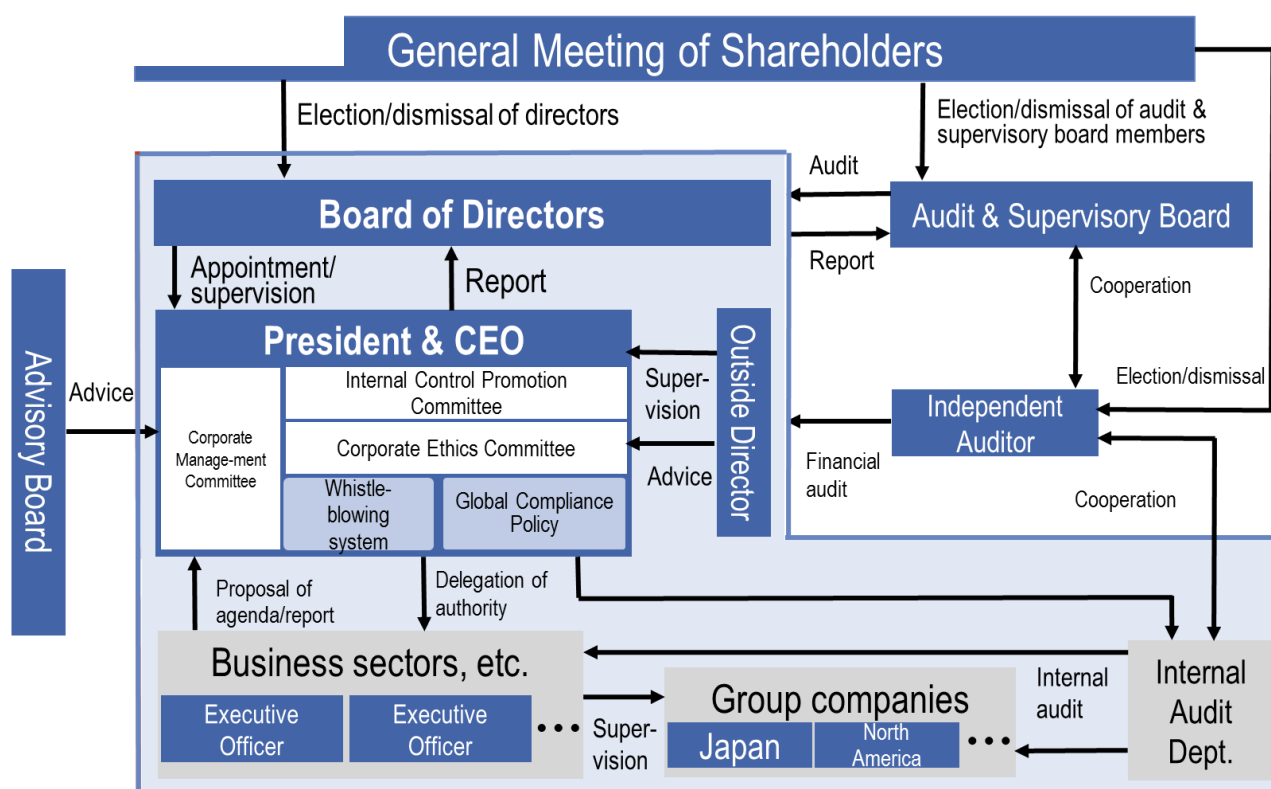 General Meeting of Shareholders
Election/dismissal of directors
Election/dismissal of audit &
supervisory board members
Audit
Board of Directors
Audit & Supervisory Board
Report
Appointment/
supervision
Report
Cooperation
President & CEO
Advisory Board
Advice
Corporate
Manage-ment
Committee
Internal Control Promotion
Committee
Corporate Ethics Committee
Whistle-
blowing
system
Global Compliance
Policy
Super-
vision
Advice
Outside Director
Independent
Auditor
Election/dismissal
Financial
audit
Cooperation
Proposal of
agenda/report
Delegation of
authority
Business sectors, etc.
Executive
Officer
Executive
Officer
•••
Super-
vision
Group companies
Japan
North
America
•••
Internal
audit
Internal
Audit
Dept.